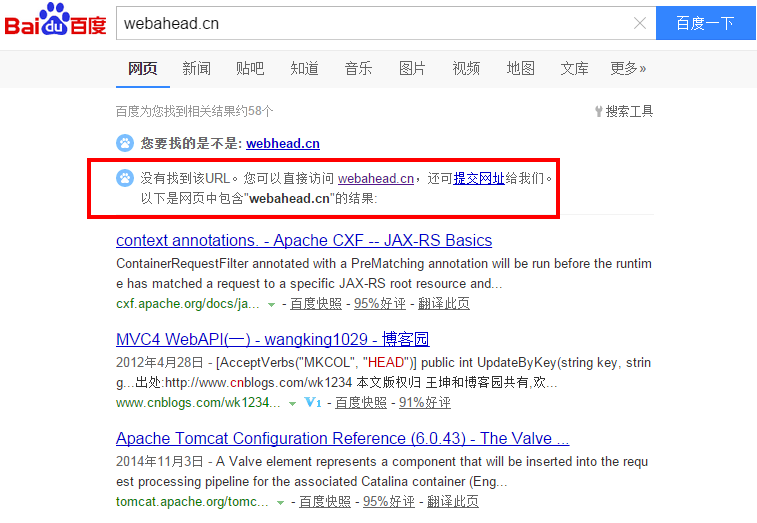 Bai du 百度 webahead.cn 百度一下
网页 新闻 贴吧 知道 音乐 图片 视频 地图 文库 更多»
百度为您找到相关结果约58个 搜索工具
您要找的是不是: webhead.cn
没有找到该URL。您可以直接访问 webahead.cn，还可提交网址给我们。
以下是网页中包含"webahead.cn"的结果:
context annotations. - Apache CXF -- JAX-RS Basics
ContainerRequestFilter annotated with a PreMatching annotation will be run before the runtim
e has matched a request to a specific JAX-RS root resource and...
cxf.apache.org/docs/ja... - 百度快照 - 95%好评 - 翻译此页
MVC4 WebAPI(一) - wangking1029 - 博客园
2012年4月28日 - [AcceptVerbs("MKCOL", "HEAD")] public int UpdateByKey(string key, strin
g...出处:http://www.cnblogs.com/wk1234 本文版权归 王坤和博客园共有,欢...
www.cnblogs.com/wk1234... V1 - 百度快照 - 91%好评
Apache Tomcat Configuration Reference (6.0.43) - The Valve ...
2014年11月3日 - A Valve element represents a component that will be inserted into the requ
est processing pipeline for the associated Catalina container (Eng...
tomcat.apache.org/tomc... - 百度快照 - 95%好评 - 翻译此页